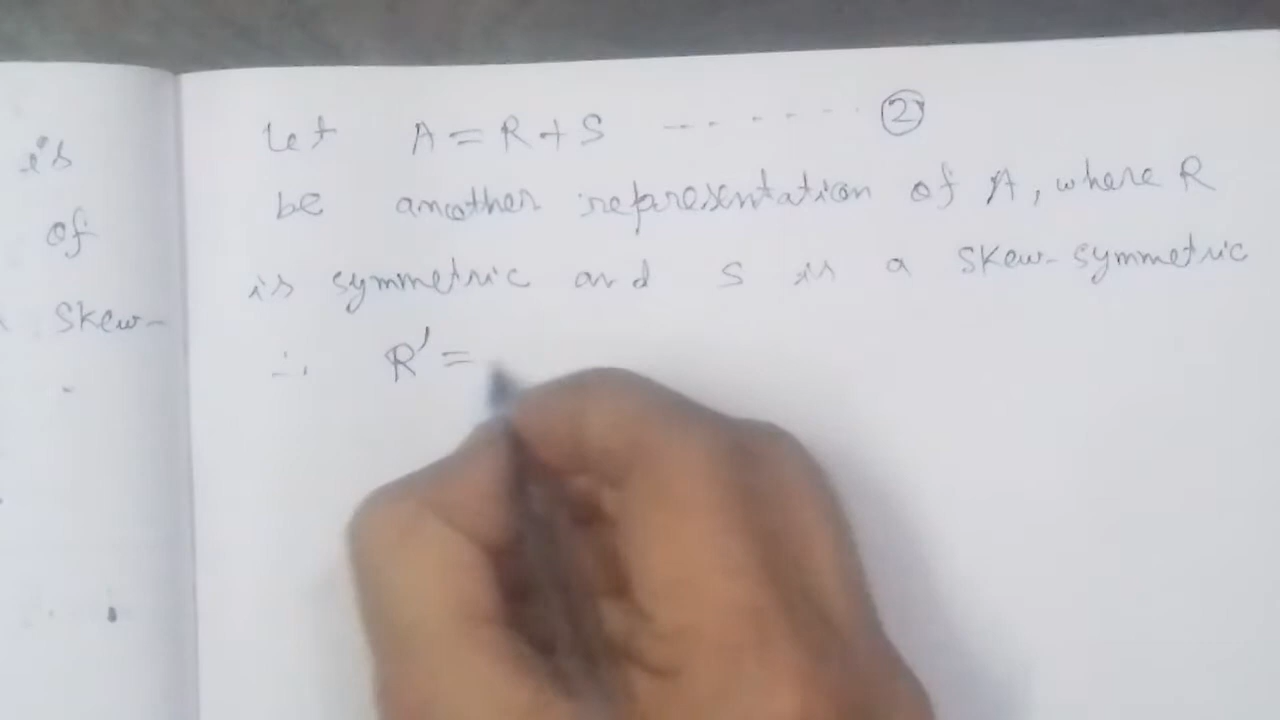 is
of
Skew-
Let A = R + S -------- ②
be another representation of A, where R
is symmetric and S is a skew-symmetric
∴ R' =